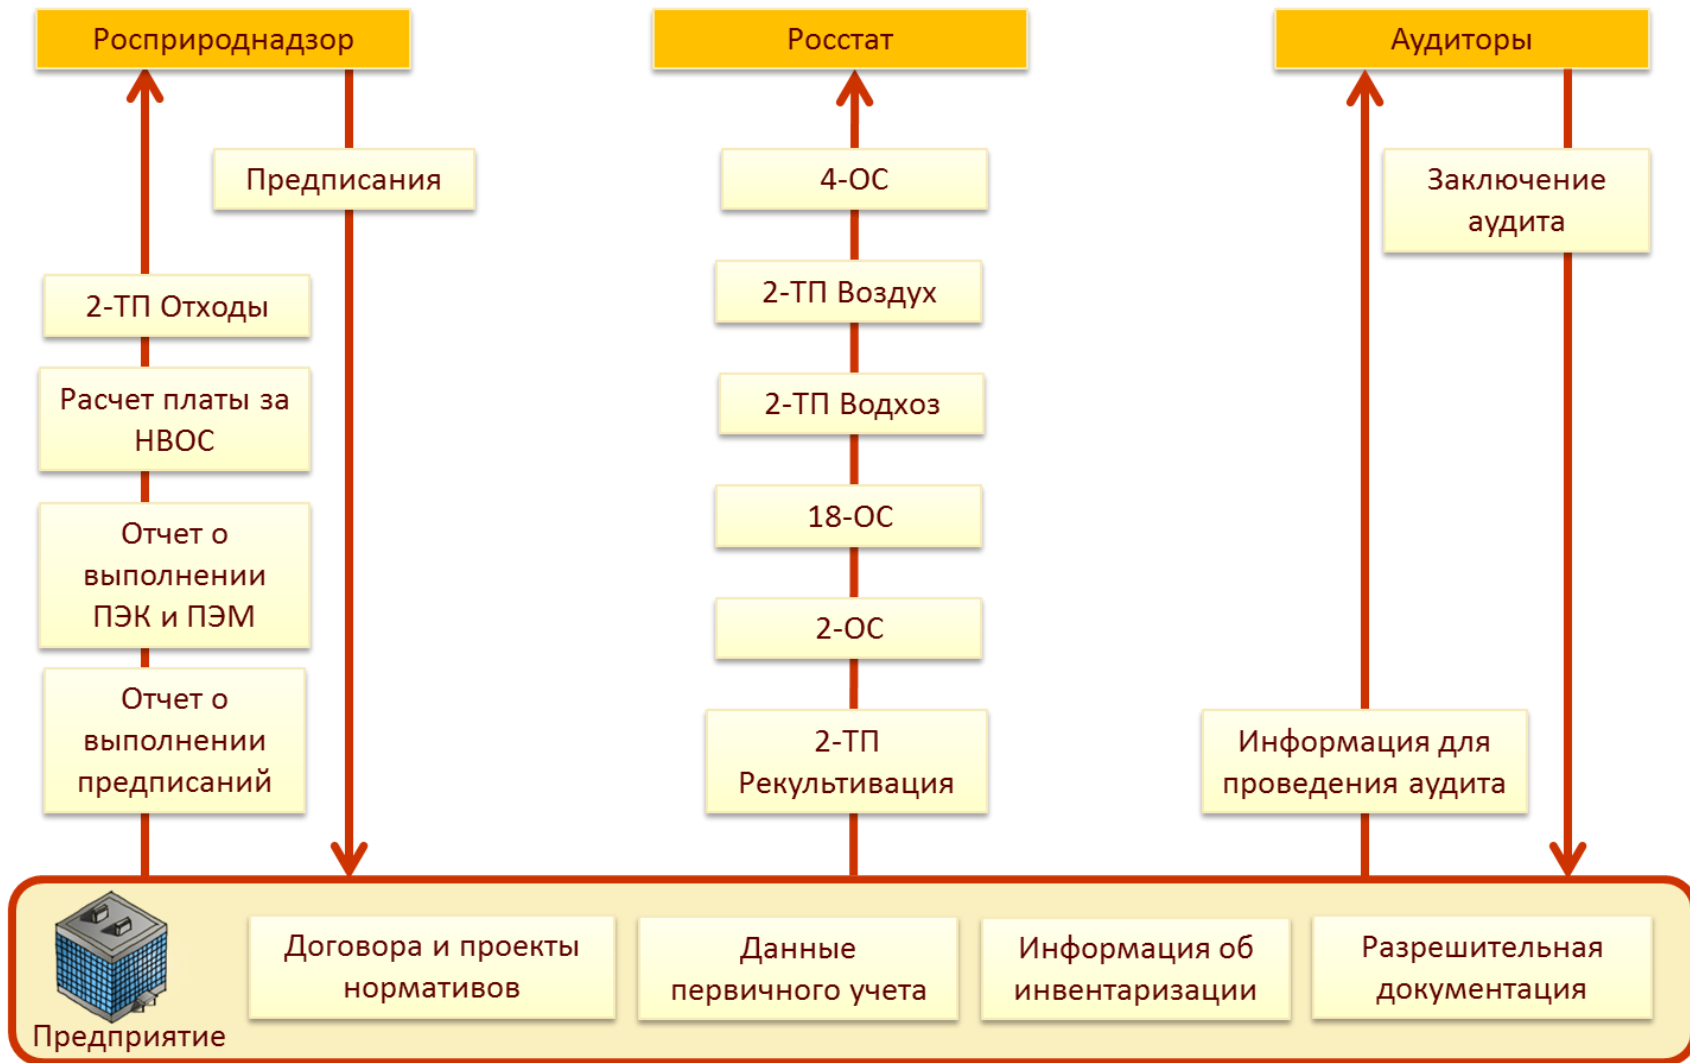 Росприроднадзор
Росстат
Аудиторы
Предписания
4-ОС
Заключение
аудита
2-ТП Отходы
2-ТП Воздух
Расчет платы за
НВОС
2-ТП Водхоз
Отчет о
выполнении
ПЭК и ПЭМ
18-ОС
2-ОС
Отчет о
выполнении
предписаний
2-ТП
Рекультивация
Информация для
проведения аудита
Предприятие
Договора и проекты
нормативов
Данные
первичного учета
Информация об
инвентаризации
Разрешительная
документация